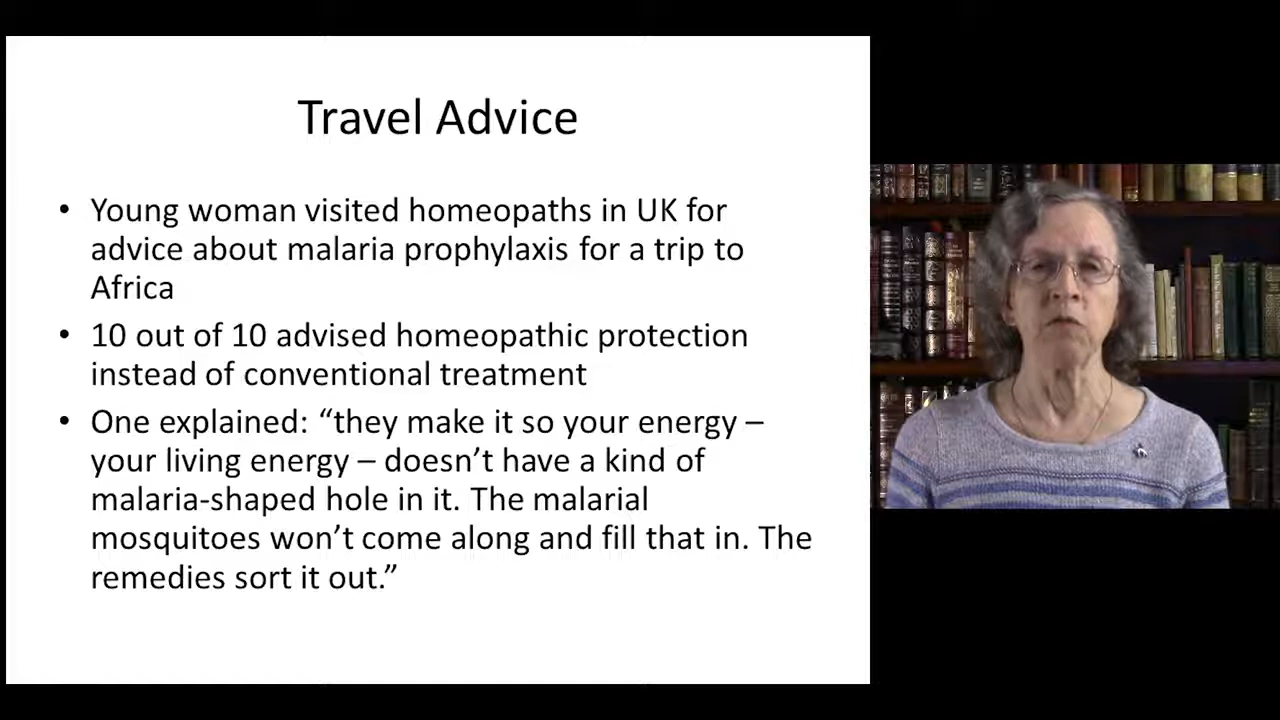 Travel Advice
• Young woman visited homeopaths in UK for
advice about malaria prophylaxis for a trip to
Africa
• 10 out of 10 advised homeopathic protection
instead of conventional treatment
• One explained: “they make it so your energy –
your living energy – doesn’t have a kind of
malaria-shaped hole in it. The malarial
mosquitoes won’t come along and fill that in. The
remedies sort it out.”